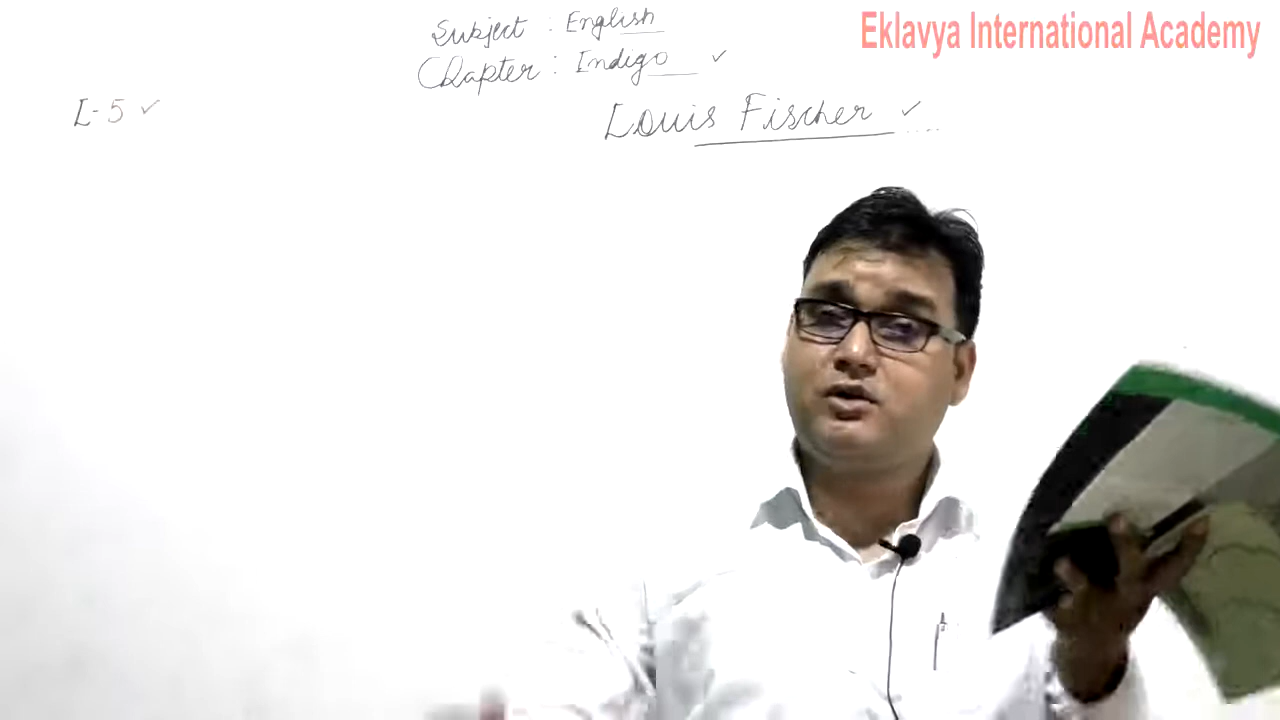 Eklavya International Academy
Subject : English
Chapter : Indigo ✓
L-5 ✓
Louis Fischer ✓ ....